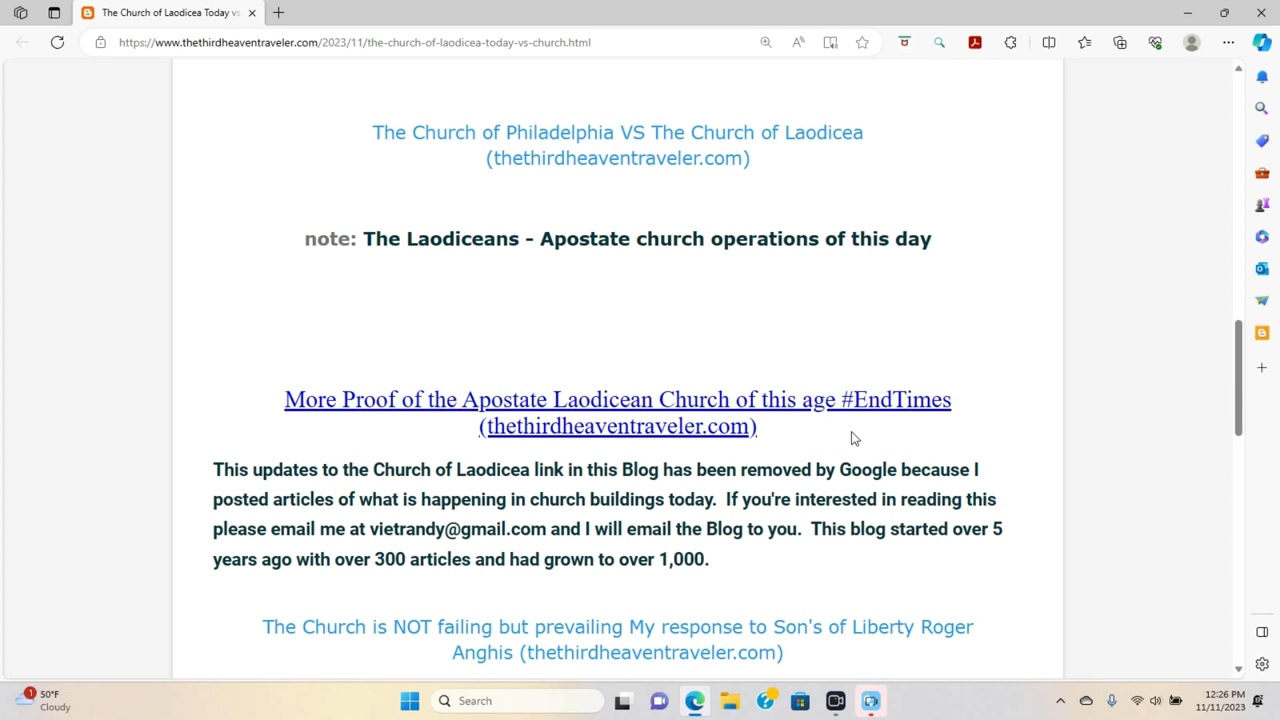 The Church of Laodicea Today vs
https://www.thethirdheaventraveler.com/2023/11/the-church-of-laodicea-today-vs-church.html
The Church of Philadelphia VS The Church of Laodicea
(thethirdheaventraveler.com)
note: The Laodiceans - Apostate church operations of this day
More Proof of the Apostate Laodicean Church of this age #EndTimes
(thethirdheaventraveler.com)
This updates to the Church of Laodicea link in this Blog has been removed by Google because I
posted articles of what is happening in church buildings today.  If you're interested in reading this
please email me at vietrandy@gmail.com and I will email the Blog to you.  This blog started over 5
years ago with over 300 articles and had grown to over 1,000.
The Church is NOT failing but prevailing My response to Son's of Liberty Roger
Anghis (thethirdheaventraveler.com)
1
50°F
Cloudy
Search
12:26 PM
11/11/2023